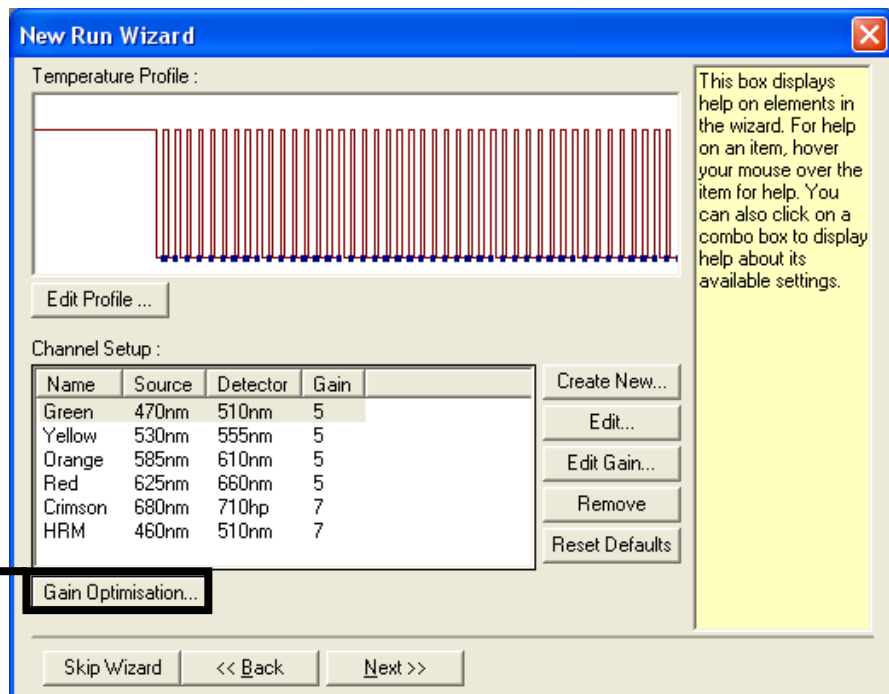 New Run Wizard
Temperature Profile :
This box displays
help on elements in
the wizard. For help
on an item, hover
your mouse over the
item for help. You
can also click on a
combo box to display
help about its
available settings.
Edit Profile ...
Channel Setup :
Name Source Detector Gain
Green 470nm 510nm 5
Yellow 530nm 555nm 5
Orange 585nm 610nm 5
Red 625nm 660nm 5
Crimson 680nm 710hp 7
HRM 460nm 510nm 7
Create New...
Edit...
Edit Gain...
Remove
Reset Defaults
Gain Optimisation...
Skip Wizard << Back Next >>